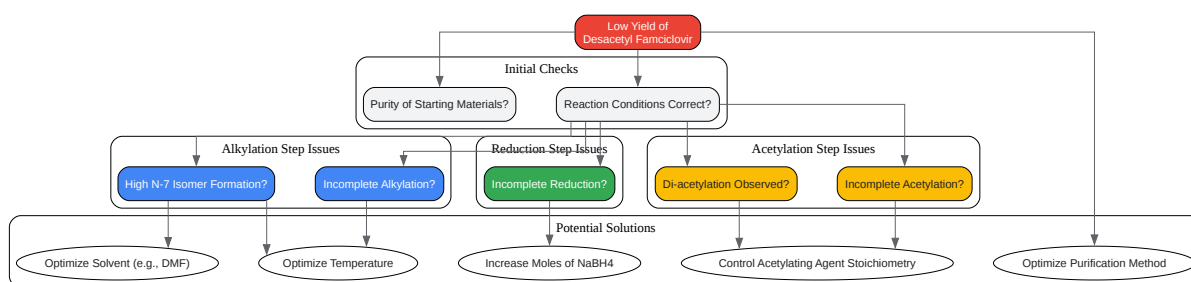 Low Yield of
Desacetyl Famciclovir
Initial Checks
Purity of Starting Materials?
Reaction Conditions Correct?
Alkylation Step Issues
Reduction Step Issues
Acetylation Step Issues
High N-7 Isomer Formation?
Incomplete Alkylation?
Incomplete Reduction?
Di-acetylation Observed?
Incomplete Acetylation?
Potential Solutions
Optimize Solvent (e.g., DMF)
Optimize Temperature
Increase Moles of NaBH4
Control Acetylating Agent Stoichiometry
Optimize Purification Method